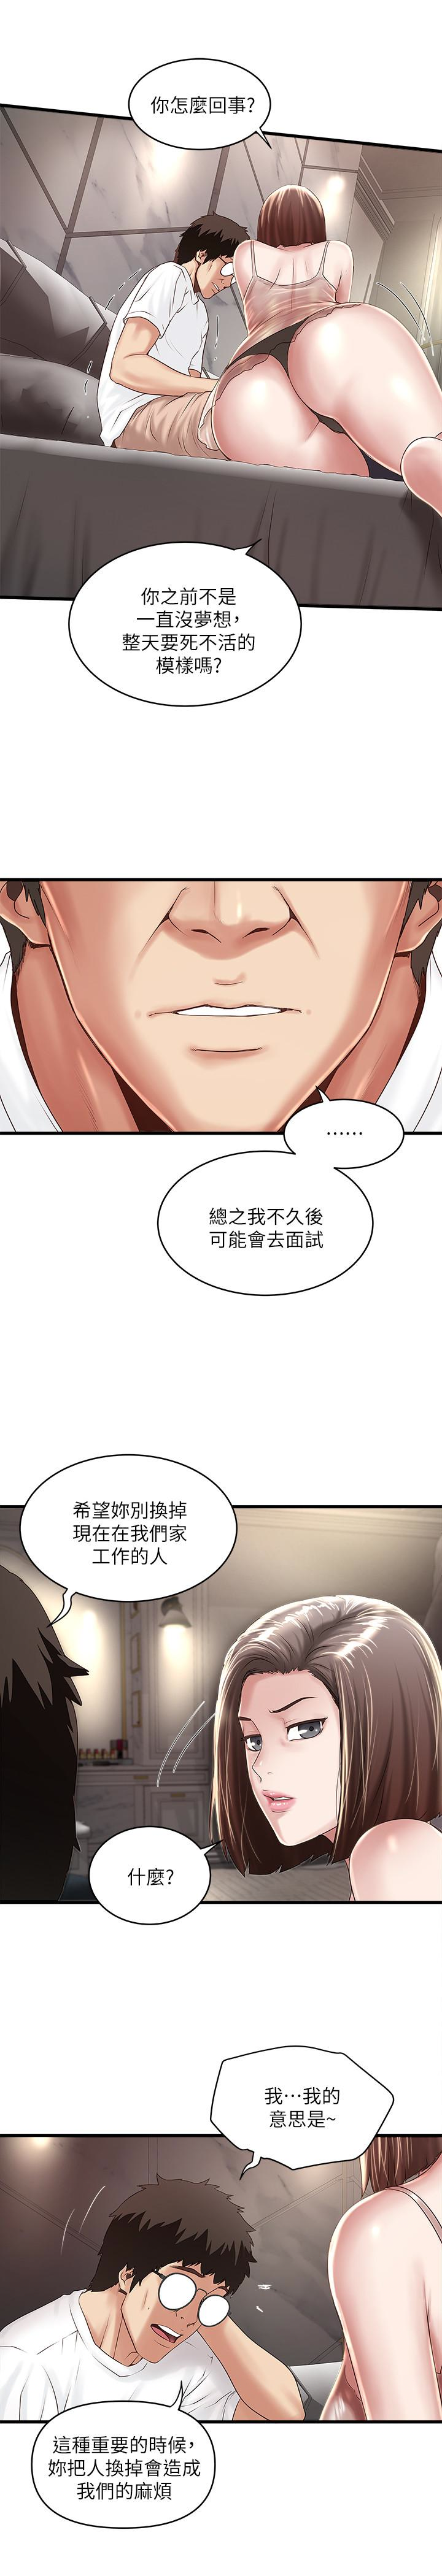 你怎麼回事?
你之前不是
一直沒夢想,
整天要死不活的
模樣嗎?
⋯⋯
總之我不久後
可能會去面試
希望妳別換掉
現在在我們家
工作的人
什麼?
我⋯我的
意思是~
這種重要的時候,
妳把人換掉會造成
我們的麻煩